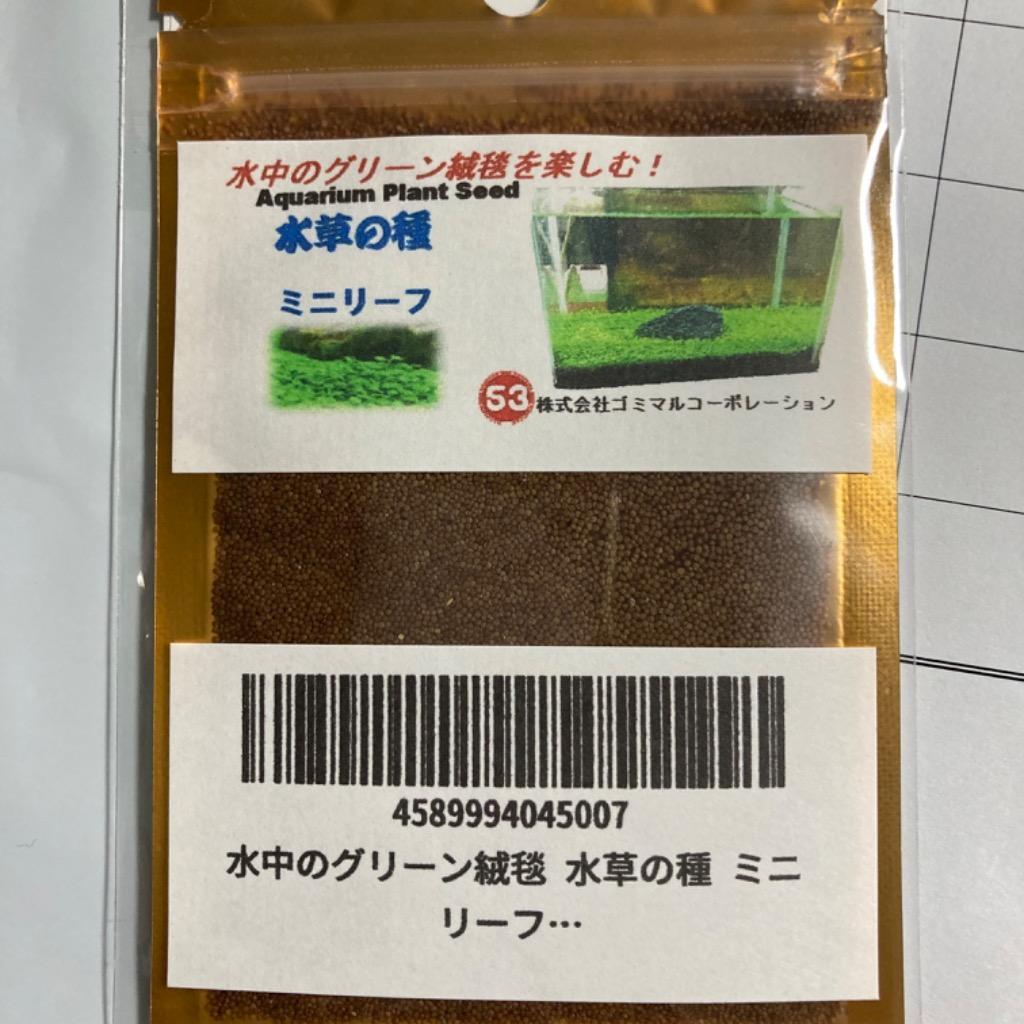 水中のグリーン絨毯を楽しむ！
Aquarium Plant Seed
水草の種
ミニリーフ
53 株式会社ゴミマルコーポレーション
4589994045007
水中のグリーン絨毯 水草の種 ミニ
リーフ…